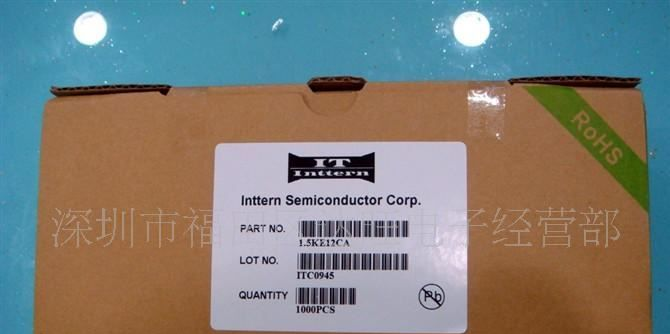 RoHS
IT
Inttern
Inttern Semiconductor Corp.
PART NO.
1.5KE12CA
LOT NO.
ITC0945
QUANTITY
1000PCS
Pb
深圳市福田区 电子经营部